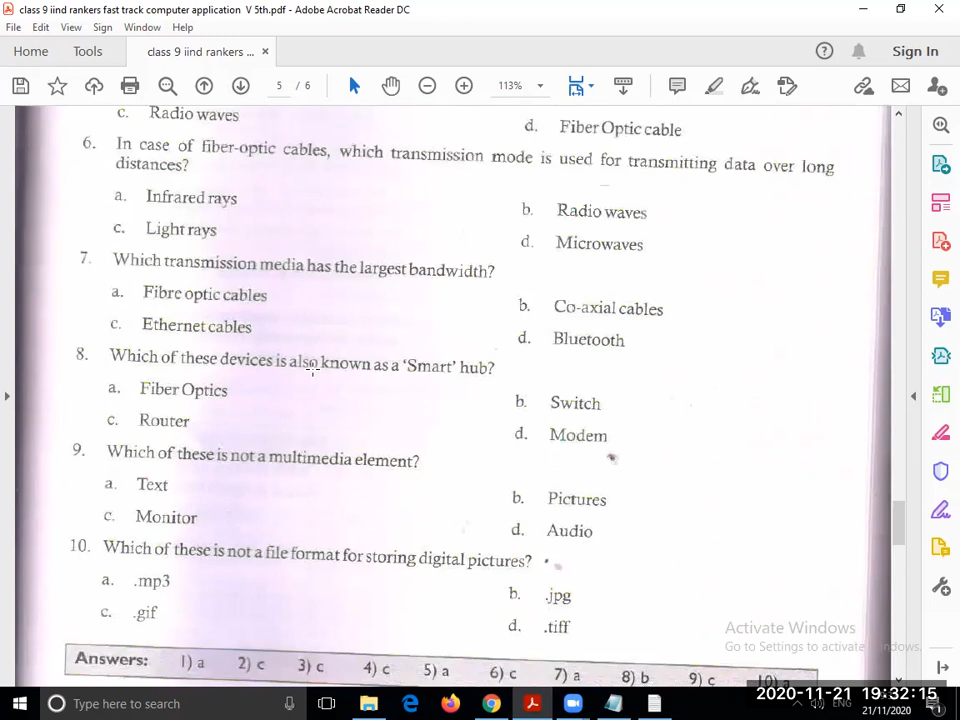 class 9 iind rankers fast track computer application V 5th.pdf - Adobe Acrobat Reader DC
File Edit View Sign Window Help
Home Tools class 9 iind rankers ... × Sign In
5 / 6 113%
c. Radio waves
d. Fiber Optic cable
6. In case of fiber-optic cables, which transmission mode is used for transmitting data over long
distances?
a. Infrared rays
b. Radio waves
c. Light rays
d. Microwaves
7. Which transmission media has the largest bandwidth?
a. Fibre optic cables
b. Co-axial cables
c. Ethernet cables
d. Bluetooth
8. Which of these devices is also known as a ‘Smart’ hub?
a. Fiber Optics
b. Switch
c. Router
d. Modem
9. Which of these is not a multimedia element?
a. Text
b. Pictures
c. Monitor
d. Audio
10. Which of these is not a file format for storing digital pictures?
a. .mp3
b. .jpg
c. .gif
d. .tiff
Activate Windows
Go to Settings to activate Windows.
Answers: 1) a 2) c 3) c 4) c 5) a 6) c 7) a 8) b 9) c 10) a
2020-11-21 19:32:15
Type here to search
ENG
21/11/2020